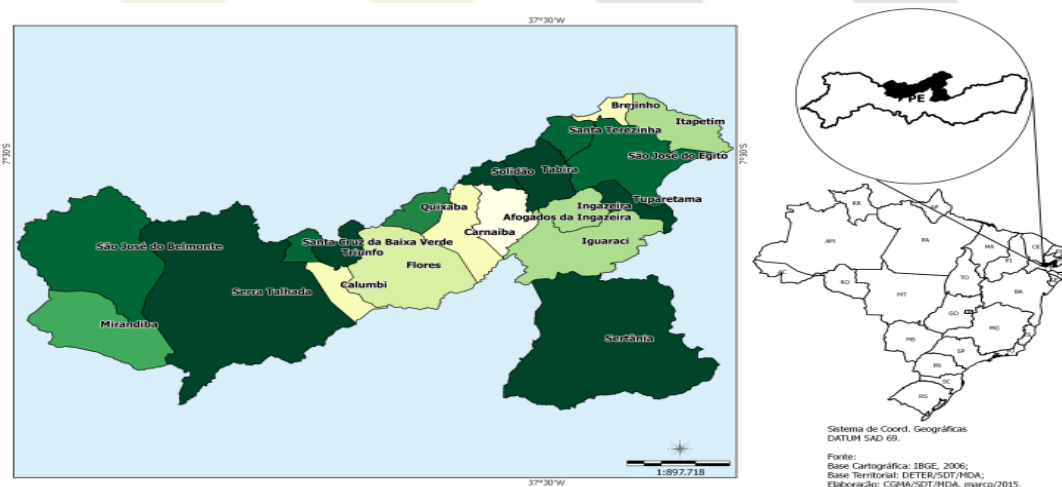 37°30'W
7°30'S
7°30'S
Brejinho
Itapetim
Santa Terezinha
São José do Egito
Solidão
Tabira
Tuparetama
Quixaba
Ingazeira
Afogados da Ingazeira
São José do Belmonte
Santa Cruz da Baixa Verde
Carnaíba
Iguaraci
Triunfo
Flores
Serra Talhada
Calumbi
Mirandiba
Sertânia
1:897.718
37°30'W
PE
RR
AM
PA
MA
CE
PI
AC
RO
TO
BA
MT
GO
MG
MS
SP
PR
SC
RS
Sistema de Coord. Geográficas
DATUM SAD 69.
Fonte:
Base Cartográfica: IBGE, 2006;
Base Territorial: DETER/SDT/MDA;
Elaboração: CGMA/SDT/MDA, março/2015.